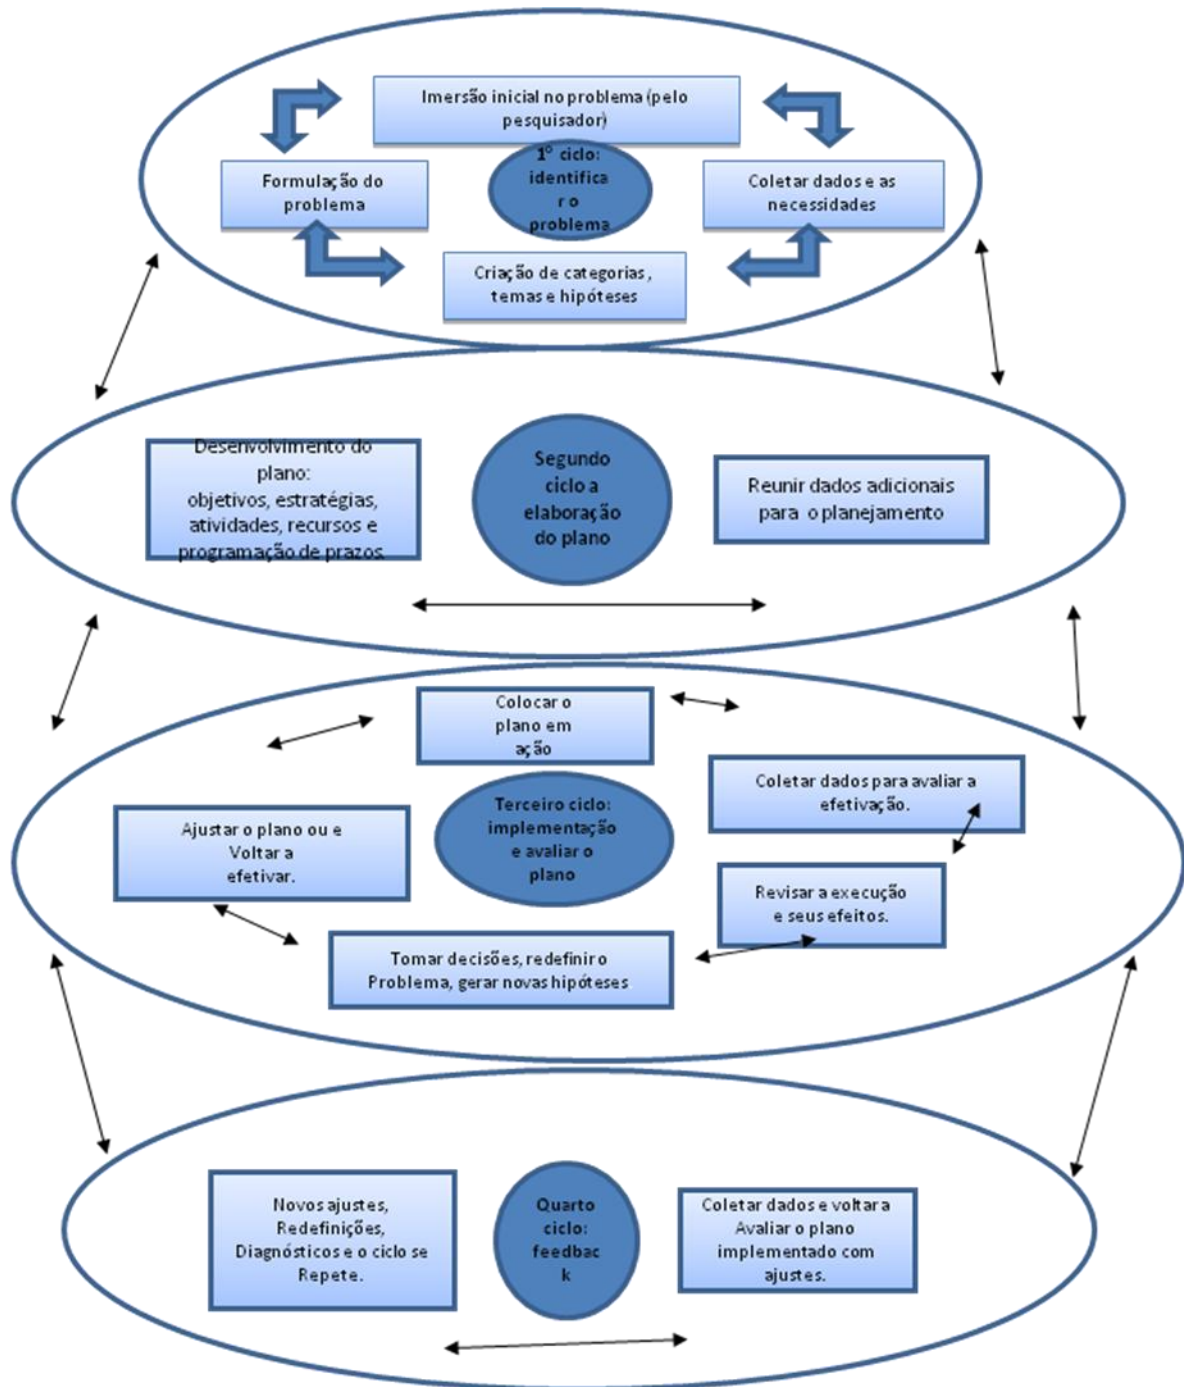 Imersão inicial no problema (pelo
pesquisador)
1° ciclo:
identifica
r o
problema
Formulação do
problema
Coletar dados e as
necessidades
Criação de categorias,
temas e hipóteses
Desenvolvimento do
plano:
objetivos, estratégias,
atividades, recursos e
programação de prazos.
Segundo
ciclo a
elaboração
do plano
Reunir dados adicionais
para o planejamento
Colocar o
plano em
ação
Coletar dados para avaliar a
efetivação.
Terceiro ciclo:
implementação
e avaliar o
plano
Ajustar o plano ou e
Voltar a
efetivar.
Revisar a execução
e seus efeitos.
Tomar decisões, redefinir o
Problema, gerar novas hipóteses.
Novos ajustes,
Redefinições,
Diagnósticos e o ciclo se
Repete.
Quarto
ciclo:
feedbac
k
Coletar dados e voltar a
Avaliar o plano
implementado com
ajustes.